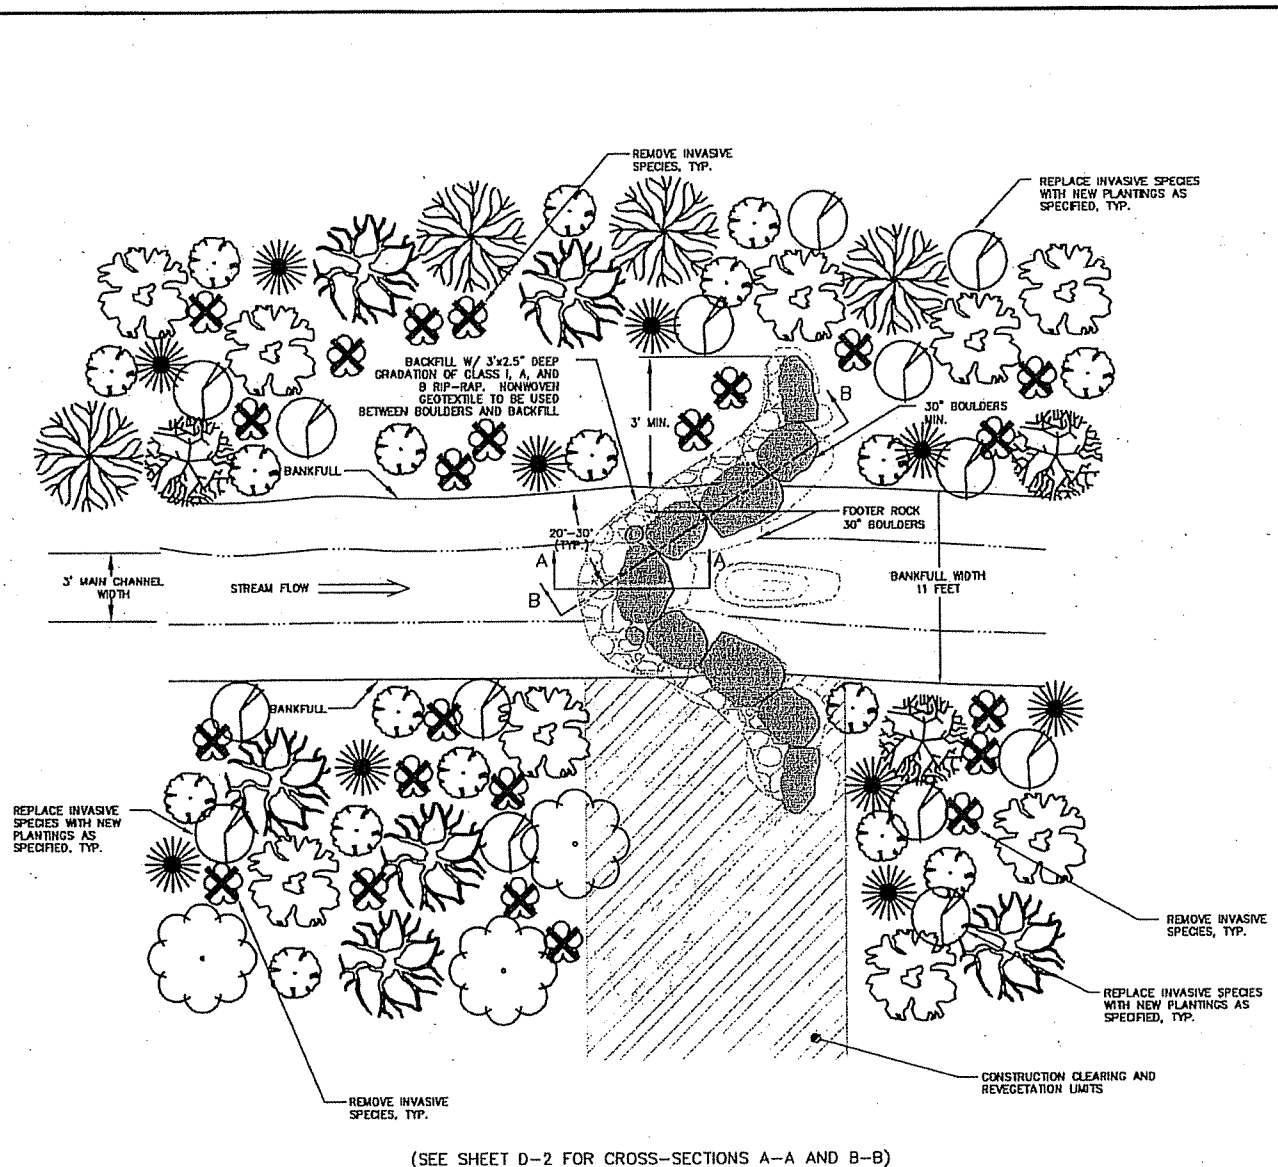 REMOVE INVASIVE
SPECIES, TYP.
REPLACE INVASIVE SPECIES
WITH NEW PLANTINGS AS
SPECIFIED, TYP.
BACKFILL W/ 3'x2.5" DEEP
GRADATION OF CLASS I, A, AND
B RIP-RAP. NONWOVEN
GEOTEXTILE TO BE USED
BETWEEN BOULDERS AND BACKFILL
3' MIN.
B
30" BOULDERS
MIN.
BANKFULL
FOOTER ROCK
30" BOULDERS
20°-30°
(TYP.)
A
A
B
3' MAIN CHANNEL
WIDTH
STREAM FLOW
BANKFULL WIDTH
11 FEET
BANKFULL
REPLACE INVASIVE
SPECIES WITH NEW
PLANTINGS AS
SPECIFIED, TYP.
REMOVE INVASIVE
SPECIES, TYP.
REPLACE INVASIVE SPECIES
WITH NEW PLANTINGS AS
SPECIFIED, TYP.
CONSTRUCTION CLEARING AND
REVEGETATION LIMITS
REMOVE INVASIVE
SPECIES, TYP.
(SEE SHEET D-2 FOR CROSS-SECTIONS A-A AND B-B)